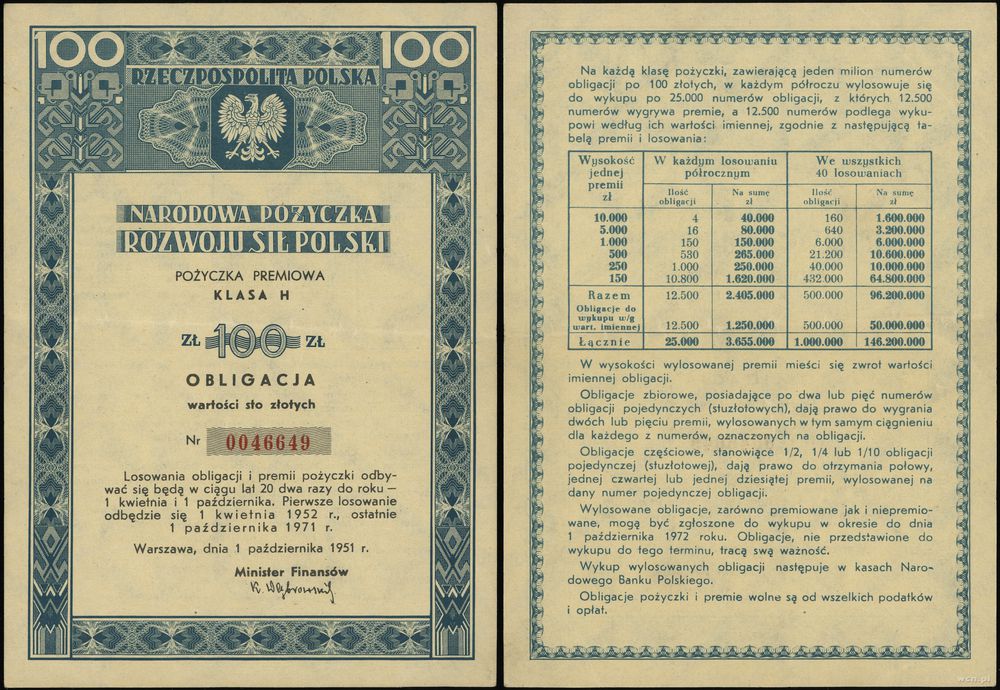 100 100
RZECZPOSPOLITA POLSKA
NARODOWA POŻYCZKA
ROZWOJU SIŁ POLSKI
POŻYCZKA PREMIOWA
KLASA H
ZŁ 100 ZŁ
OBLIGACJA
wartości sto złotych
Nr 0046649
Losowania obligacji i premii pożyczki odby-
wać się będą w ciągu lat 20 dwa razy do roku —
1 kwietnia i 1 października. Pierwsze losowanie
odbędzie się 1 kwietnia 1952 r., ostatnie
1 października 1971 r.
Warszawa, dnia 1 października 1951 r.
Minister Finansów
K. Dąbrowski
Na każdą klasę pożyczki, zawierającą jeden milion numerów
obligacji po 100 złotych, w każdym półroczu wylosowuje się
do wykupu po 25.000 numerów obligacji, z których 12.500
numerów wygrywa premie, a 12.500 numerów podlega wyku-
powi według ich wartości imiennej, zgodnie z następującą ta-
belą premii i losowania:
Wysokość jednej premii zł W każdym losowaniu półrocznym We wszystkich 40 losowaniach
Ilość obligacji Na sumę zł Ilość obligacji Na sumę zł
10.000 4 40.000 160 1.600.000
5.000 16 80.000 640 3.200.000
1.000 150 150.000 6.000 6.000.000
500 530 265.000 21.200 10.600.000
250 1.000 250.000 40.000 10.000.000
150 10.800 1.620.000 432.000 64.800.000
Razem 12.500 2.405.000 500.000 96.200.000
Obligacje do
wykupu w/g
wart. imiennej 12.500 1.250.000 500.000 50.000.000
Łącznie 25.000 3.655.000 1.000.000 146.200.000
W wysokości wylosowanej premii mieści się zwrot wartości
imiennej obligacji.
Obligacje zbiorowe, posiadające po dwa lub pięć numerów
obligacji pojedynczych (stuzłotowych), dają prawo do wygrania
dwóch lub pięciu premii, wylosowanych w tym samym ciągnieniu
dla każdego z numerów, oznaczonych na obligacji.
Obligacje częściowe, stanowiące 1/2, 1/4 lub 1/10 obligacji
pojedynczej (stuzłotowej), dają prawo do otrzymania połowy,
jednej czwartej lub jednej dziesiątej premii, wylosowanej na
dany numer pojedynczej obligacji.
Wylosowane obligacje, zarówno premiowane jak i niepremio-
wane, mogą być zgłoszone do wykupu w okresie do dnia
1 października 1972 roku. Obligacje, nie przedstawione do
wykupu do tego terminu, tracą swą ważność.
Wykup wylosowanych obligacji następuje w kasach Naro-
dowego Banku Polskiego.
Obligacje pożyczki i premie wolne są od wszelkich podatków
i opłat.
wcn.pl